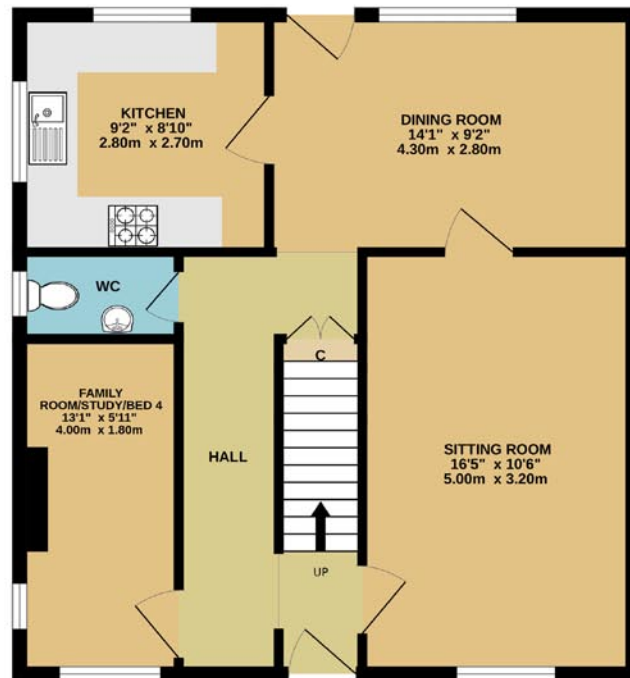 KITCHEN
9'2" x 8'10"
2.80m x 2.70m
DINING ROOM
14'1" x 9'2"
4.30m x 2.80m
WC
C
FAMILY
ROOM/STUDY/BED 4
13'1" x 5'11"
4.00m x 1.80m
HALL
SITTING ROOM
16'5" x 10'6"
5.00m x 3.20m
UP